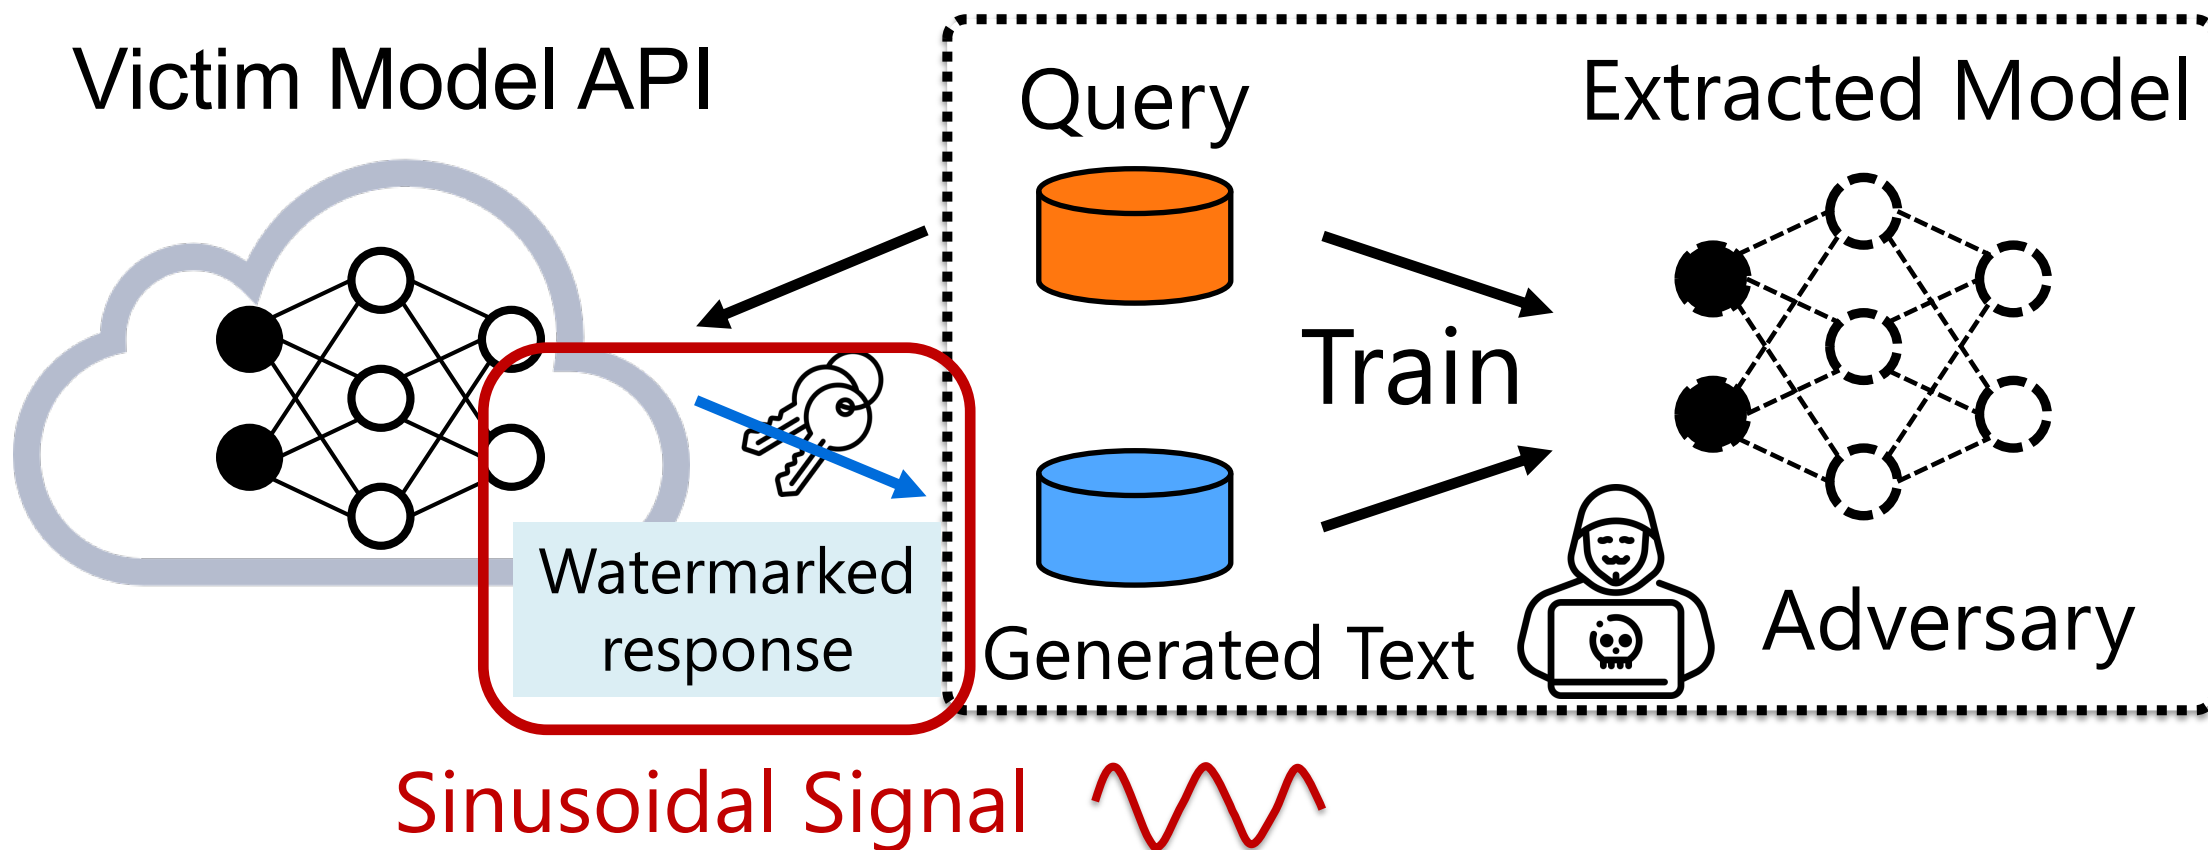 Victim Model API
Query
Extracted Model
Train
Watermarked
response
Generated Text
Adversary
Sinusoidal Signal